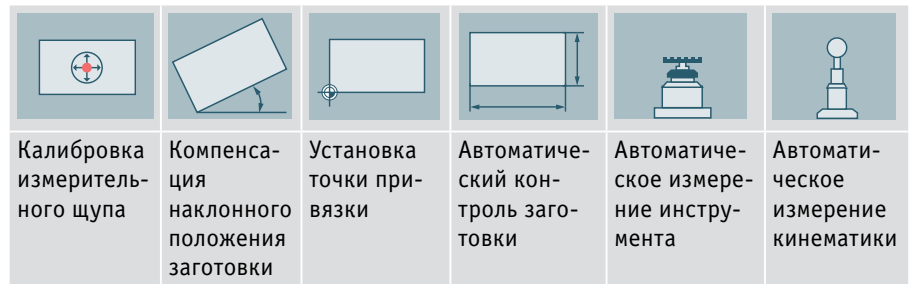 Калибровка
измеритель-
ного щупа
Компенса-
ция
наклонного
положения
заготовки
Установка
точки при-
вязки
Автоматиче-
ский кон-
троль заго-
товки
Автоматиче-
ское измере-
ние инстру-
мента
Автомати-
ческое
измерение
кинематики